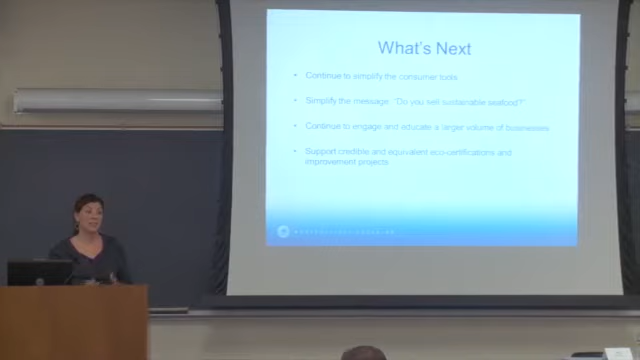 What's Next
• Continue to simplify the consumer tools
• Simplify the message: "Do you sell sustainable seafood?"
• Continue to engage and educate a larger volume of businesses
• Support credible and equivalent eco-certifications and
improvement projects